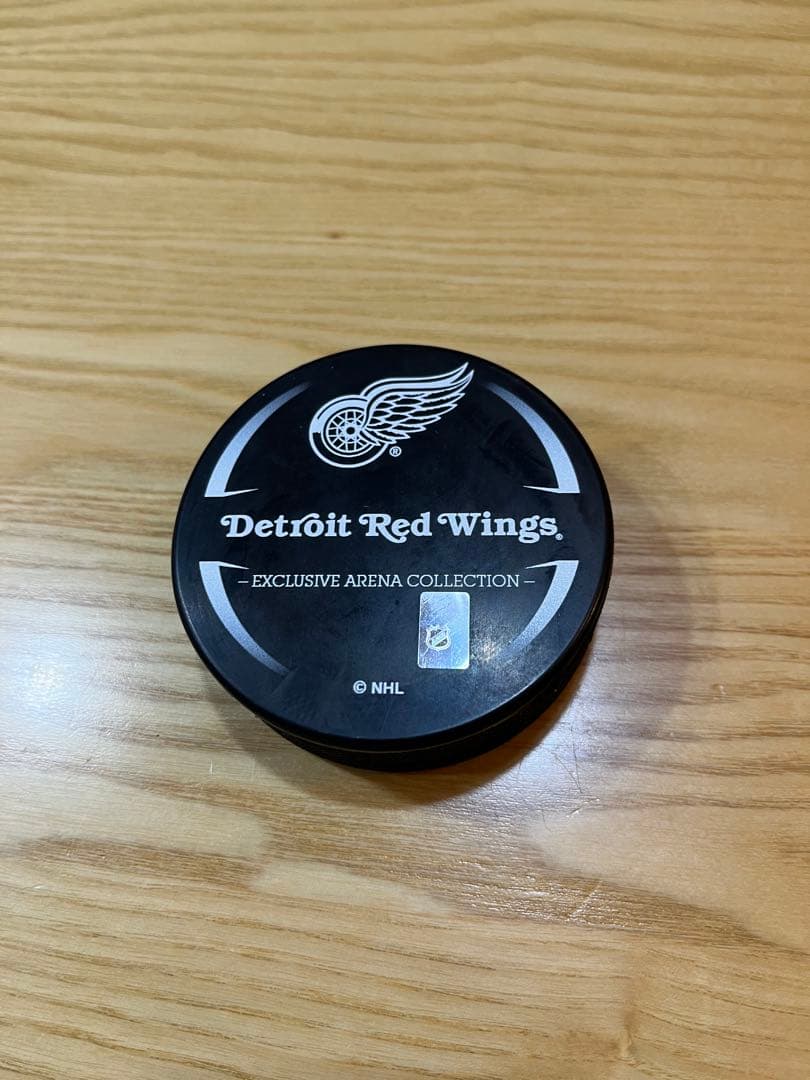 ®
Detroit Red Wings®
– EXCLUSIVE ARENA COLLECTION –
© NHL